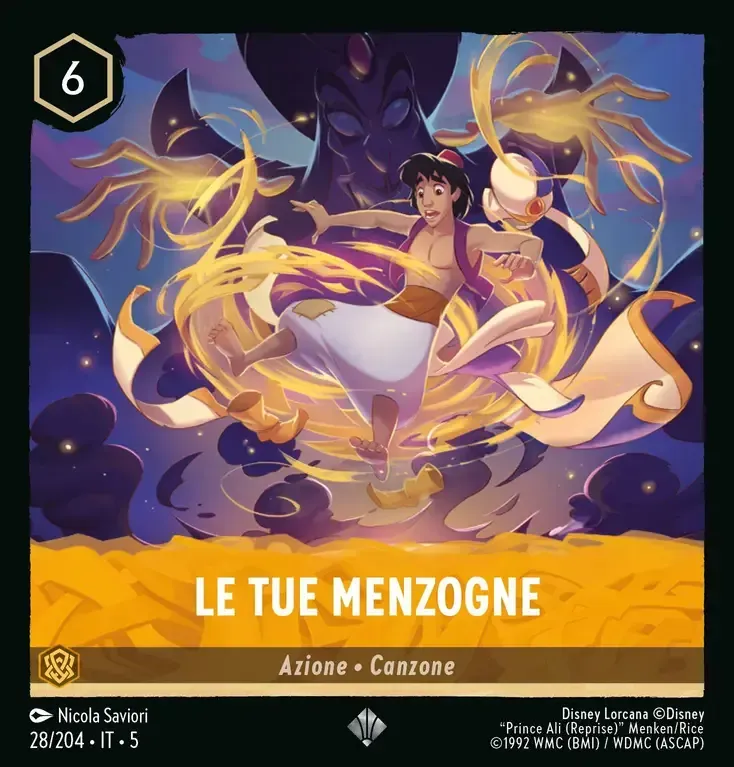 6
LE TUE MENZOGNE
Azione • Canzone
Nicola Saviori
28/204 • IT • 5
Disney Lorcana ©Disney
“Prince Ali (Reprise)” Menken/Rice
©1992 WMC (BMI) / WDMC (ASCAP)